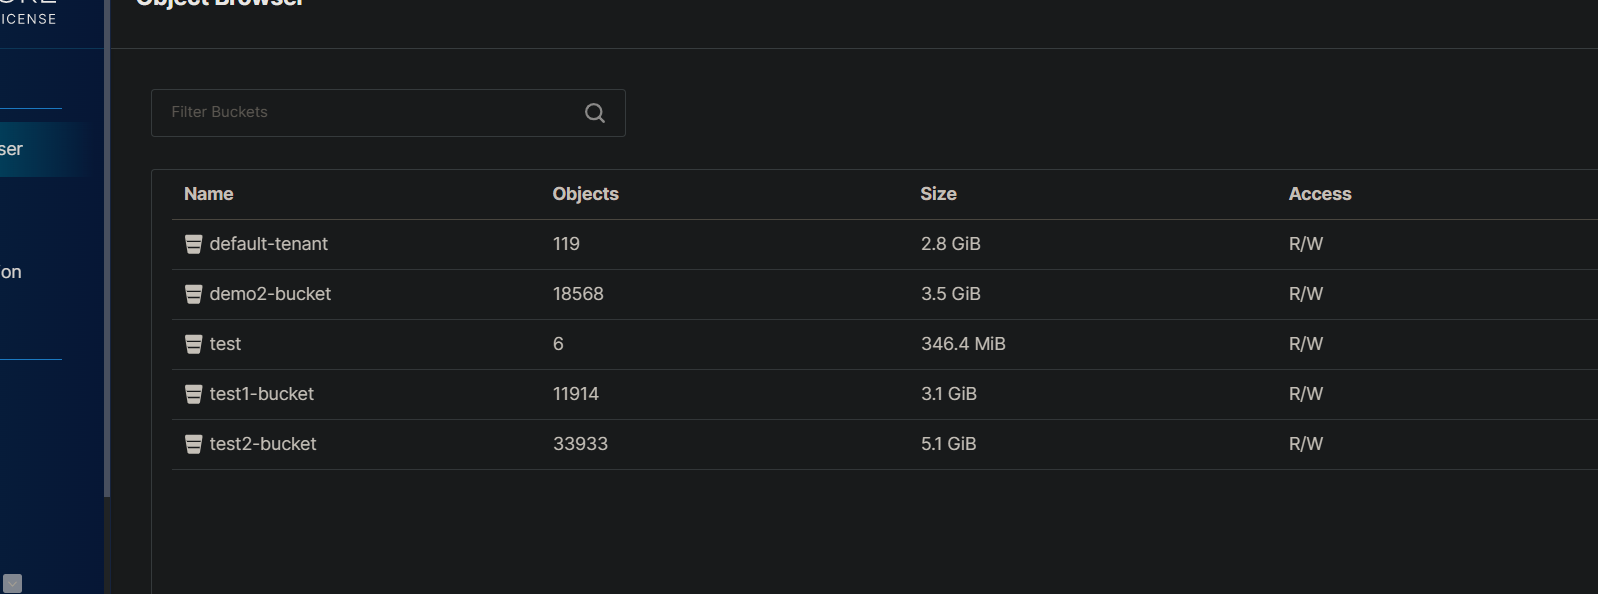 ICENSE
Object Browser
ser
ion
Filter Buckets
Name Objects Size Access
default-tenant 119 2.8 GiB R/W
demo2-bucket 18568 3.5 GiB R/W
test 6 346.4 MiB R/W
test1-bucket 11914 3.1 GiB R/W
test2-bucket 33933 5.1 GiB R/W